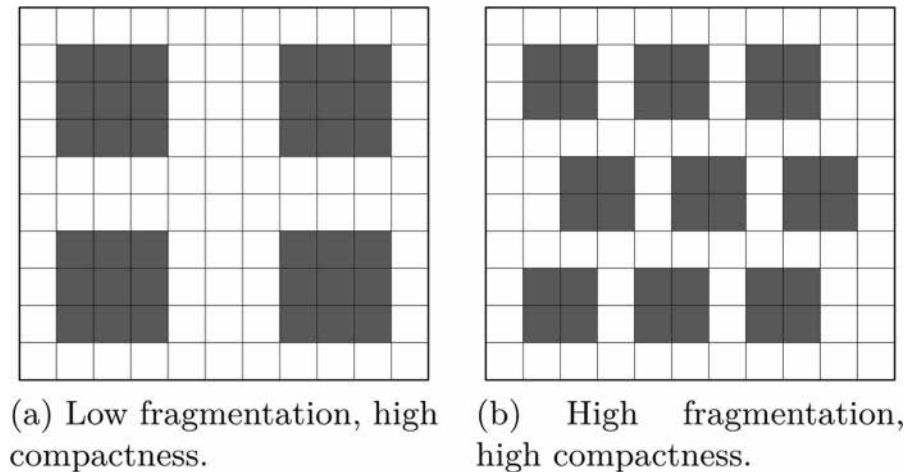 (a) Low fragmentation, high
compactness.
(b) High fragmentation,
high compactness.